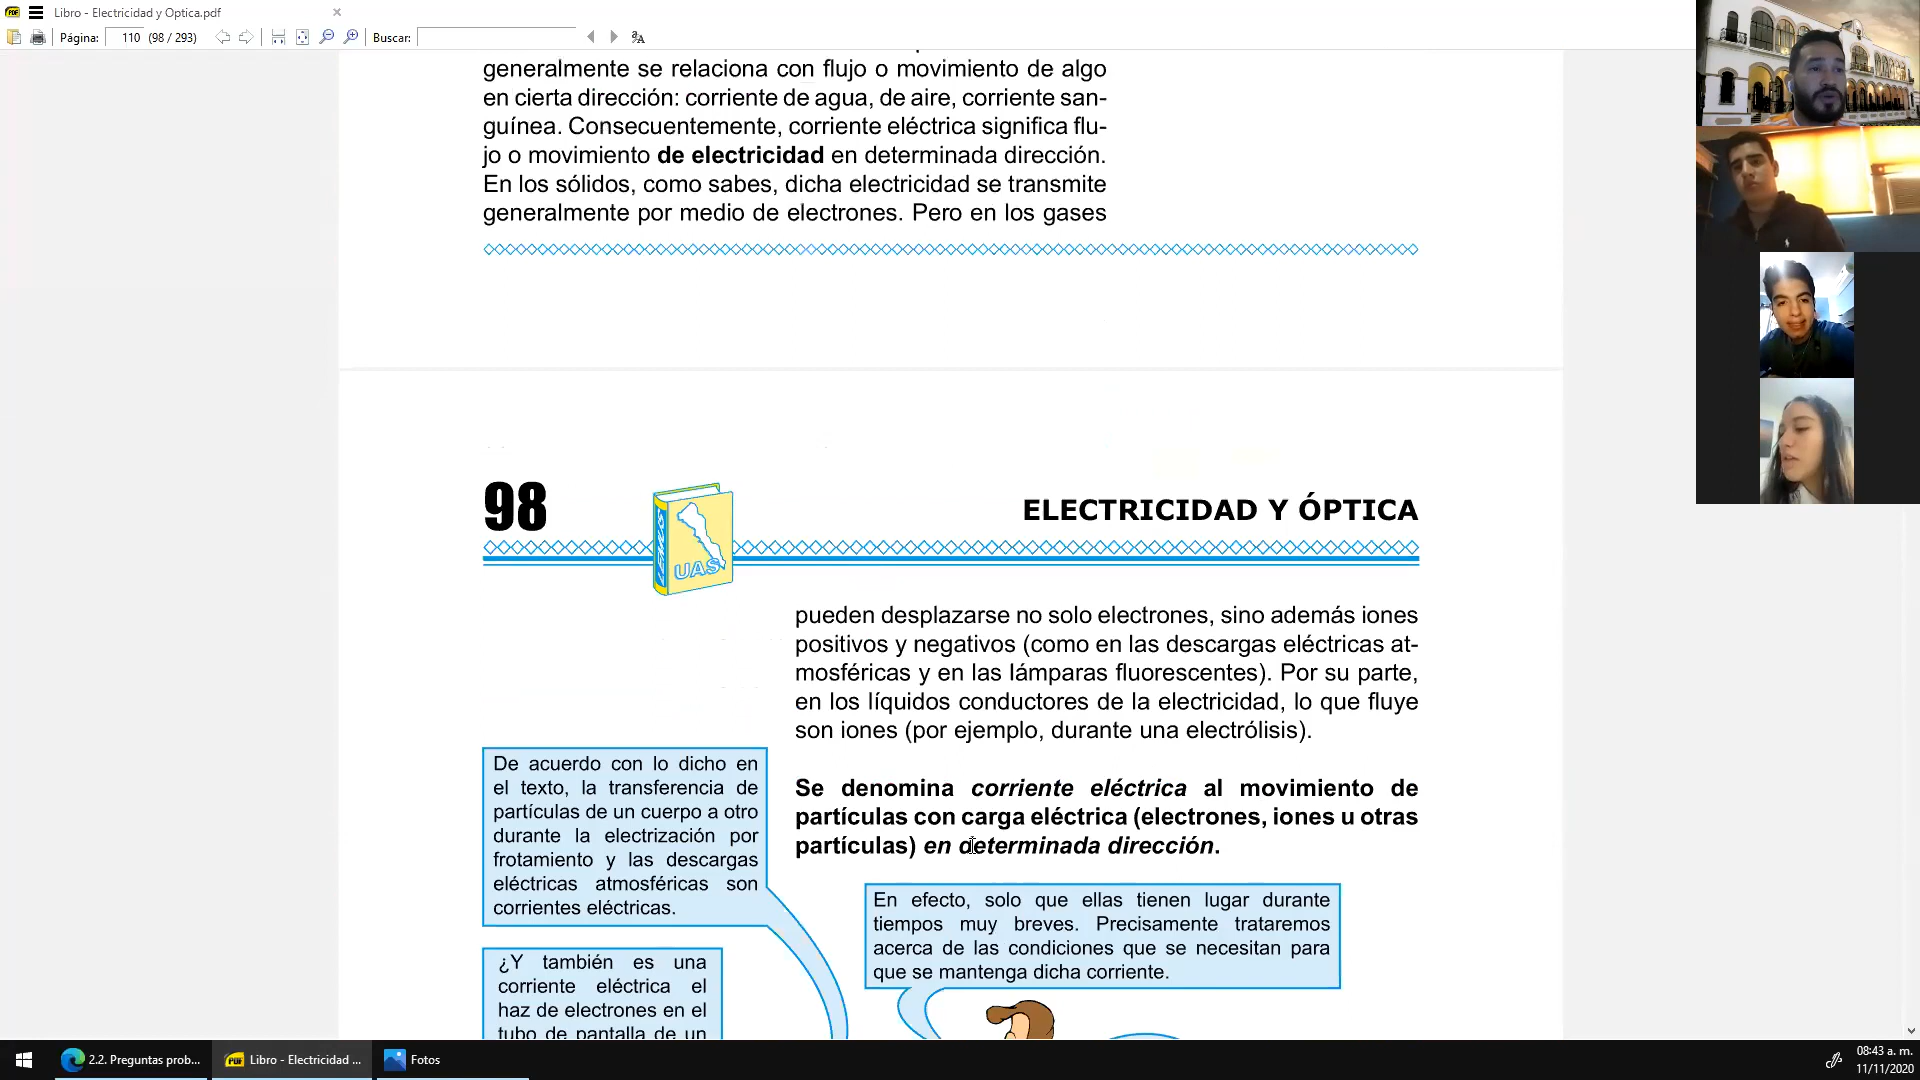 Libro - Electricidad y Optica.pdf
Página: 110 (98 / 293) Buscar:
generalmente se relaciona con flujo o movimiento de algo
en cierta dirección: corriente de agua, de aire, corriente san-
guínea. Consecuentemente, corriente eléctrica significa flu-
jo o movimiento de electricidad en determinada dirección.
En los sólidos, como sabes, dicha electricidad se transmite
generalmente por medio de electrones. Pero en los gases
98
UAS
ELECTRICIDAD Y ÓPTICA
pueden desplazarse no solo electrones, sino además iones
positivos y negativos (como en las descargas eléctricas at-
mosféricas y en las lámparas fluorescentes). Por su parte,
en los líquidos conductores de la electricidad, lo que fluye
son iones (por ejemplo, durante una electrólisis).
Se denomina corriente eléctrica al movimiento de
partículas con carga eléctrica (electrones, iones u otras
partículas) en determinada dirección.
De acuerdo con lo dicho en
el texto, la transferencia de
partículas de un cuerpo a otro
durante la electrización por
frotamiento y las descargas
eléctricas atmosféricas son
corrientes eléctricas.
En efecto, solo que ellas tienen lugar durante
tiempos muy breves. Precisamente trataremos
acerca de las condiciones que se necesitan para
que se mantenga dicha corriente.
¿Y también es una
corriente eléctrica el
haz de electrones en el
tubo de pantalla de un
2.2. Preguntas prob...
Libro - Electricidad ...
Fotos
08:43 a. m.
11/11/2020